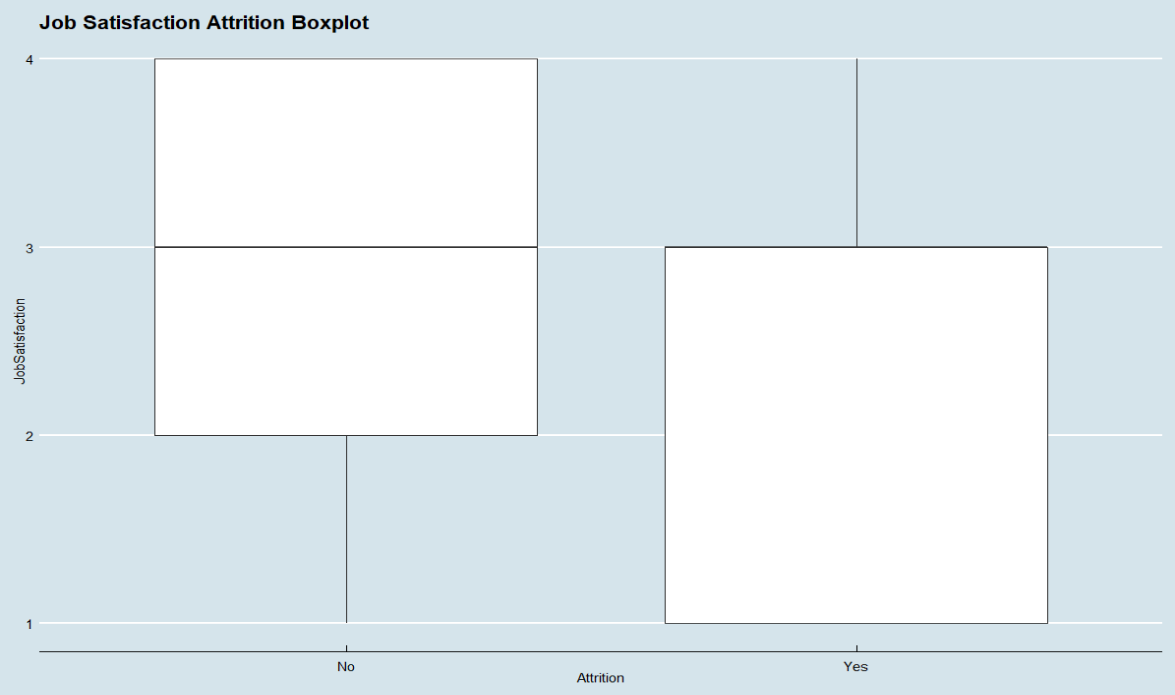 Job Satisfaction Attrition Boxplot
4
3
2
1
JobSatisfaction
No
Yes
Attrition